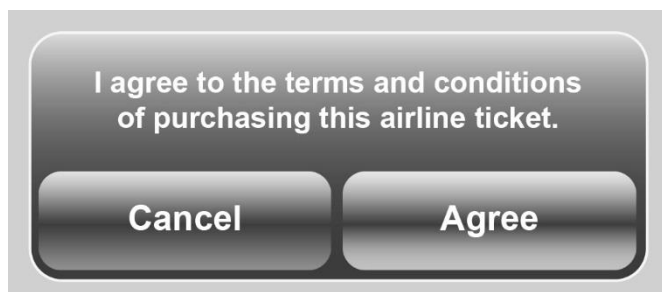 I agree to the terms and conditions
of purchasing this airline ticket.
Cancel
Agree